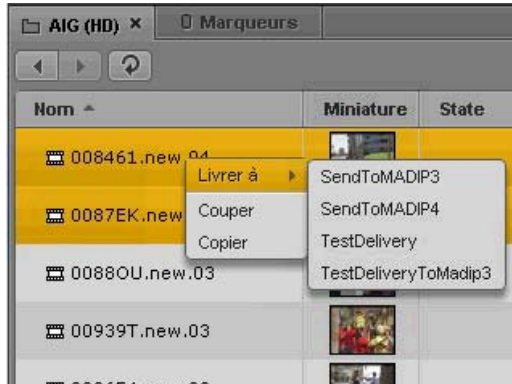 AIG (HD) ×
0 Marqueurs
Nom
Miniature
State
008461.new.04
Livrer à
SendToMADIP3
0087EK.new
Couper
SendToMADIP4
Copier
TestDelivery
TestDeliveryToMadip3
0088OU.new.03
00939T.new.03